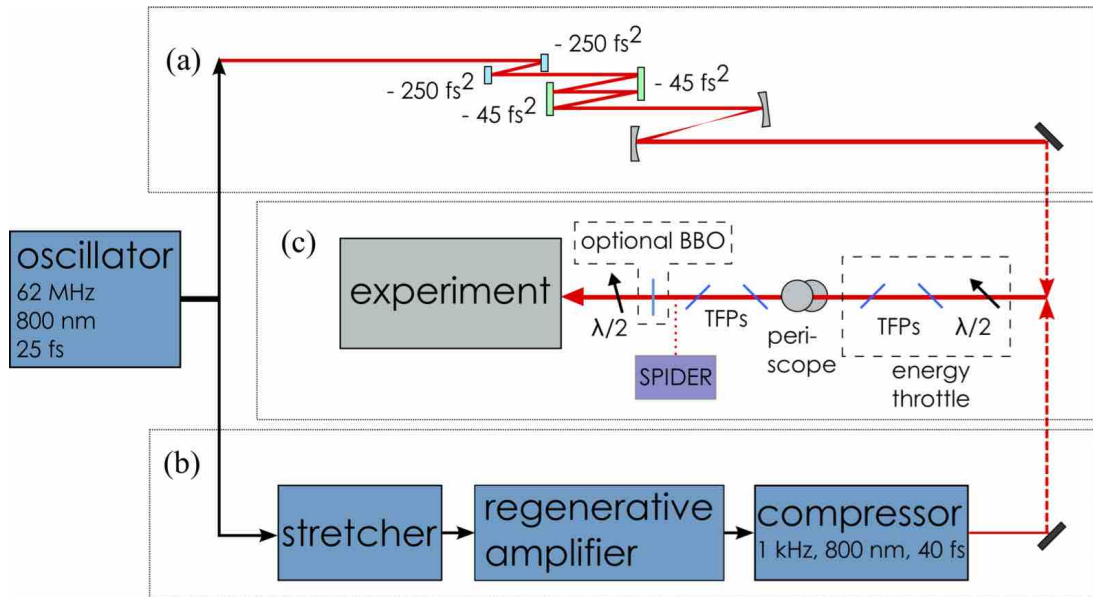 (a)
- 250 fs2
- 250 fs2
- 45 fs2
- 45 fs2
oscillator
62 MHz
800 nm
25 fs
(c)
optional BBO
experiment
λ/2
TFPs
SPIDER
peri-
scope
TFPs
λ/2
energy
throttle
(b)
stretcher
regenerative
amplifier
compressor
1 kHz, 800 nm, 40 fs